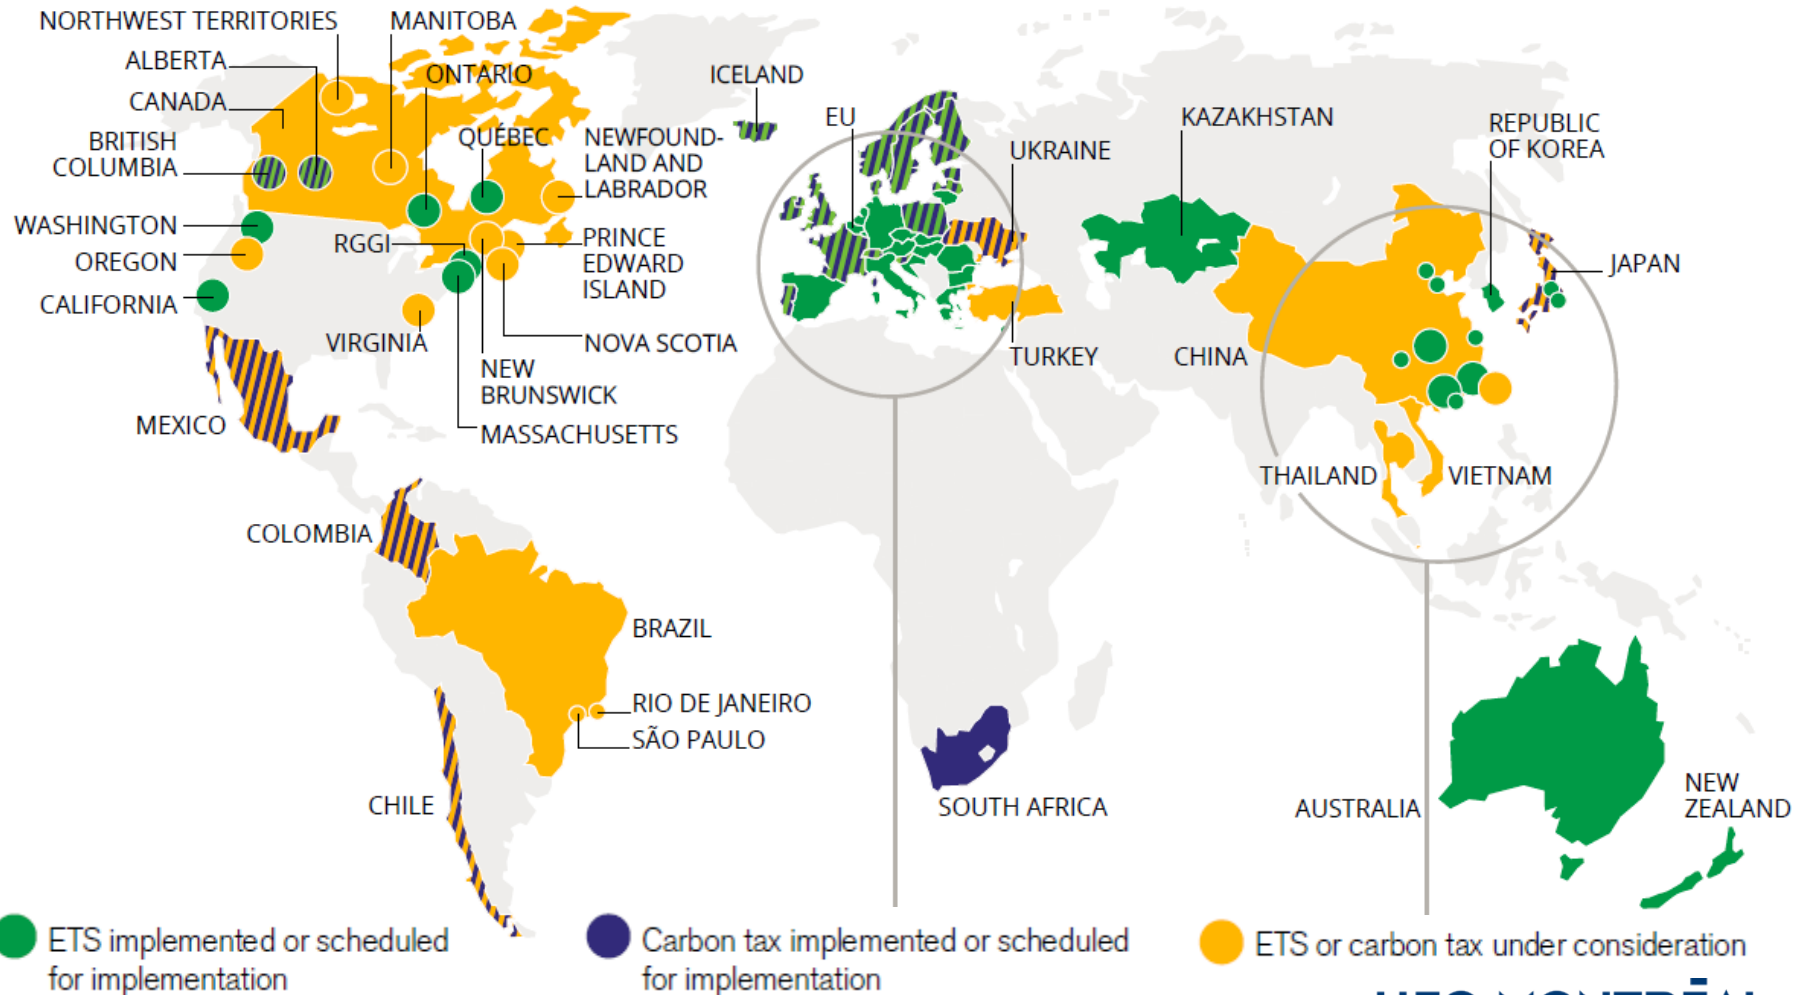 NORTHWEST TERRITORIES
MANITOBA
ALBERTA
ONTARIO
CANADA
BRITISH
COLUMBIA
QUÉBEC
NEWFOUND-
LAND AND
LABRADOR
WASHINGTON
RGGI
OREGON
PRINCE
EDWARD
ISLAND
CALIFORNIA
VIRGINIA
NOVA SCOTIA
NEW
BRUNSWICK
MEXICO
MASSACHUSETTS
COLOMBIA
BRAZIL
RIO DE JANEIRO
SÃO PAULO
CHILE
ICELAND
EU
UKRAINE
TURKEY
SOUTH AFRICA
KAZAKHSTAN
REPUBLIC
OF KOREA
JAPAN
CHINA
THAILAND
VIETNAM
AUSTRALIA
NEW
ZEALAND
ETS implemented or scheduled
for implementation
Carbon tax implemented or scheduled
for implementation
ETS or carbon tax under consideration